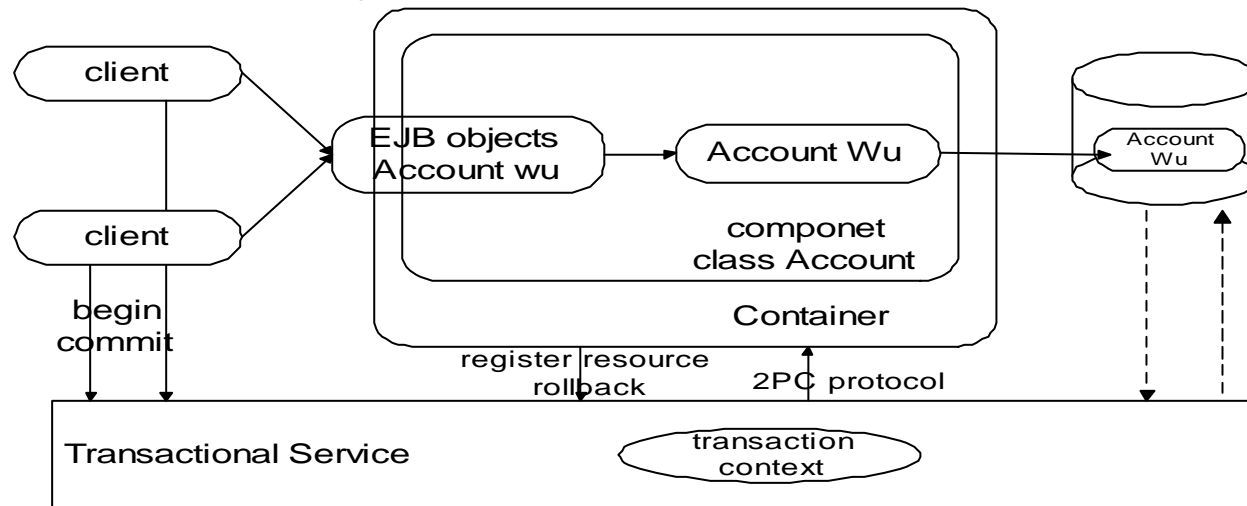 client
EJB objects
Account wu
Account Wu
Account
Wu
client
componet
class Account
begin
commit
Container
register resource
rollback
2PC protocol
Transactional Service
transaction
context